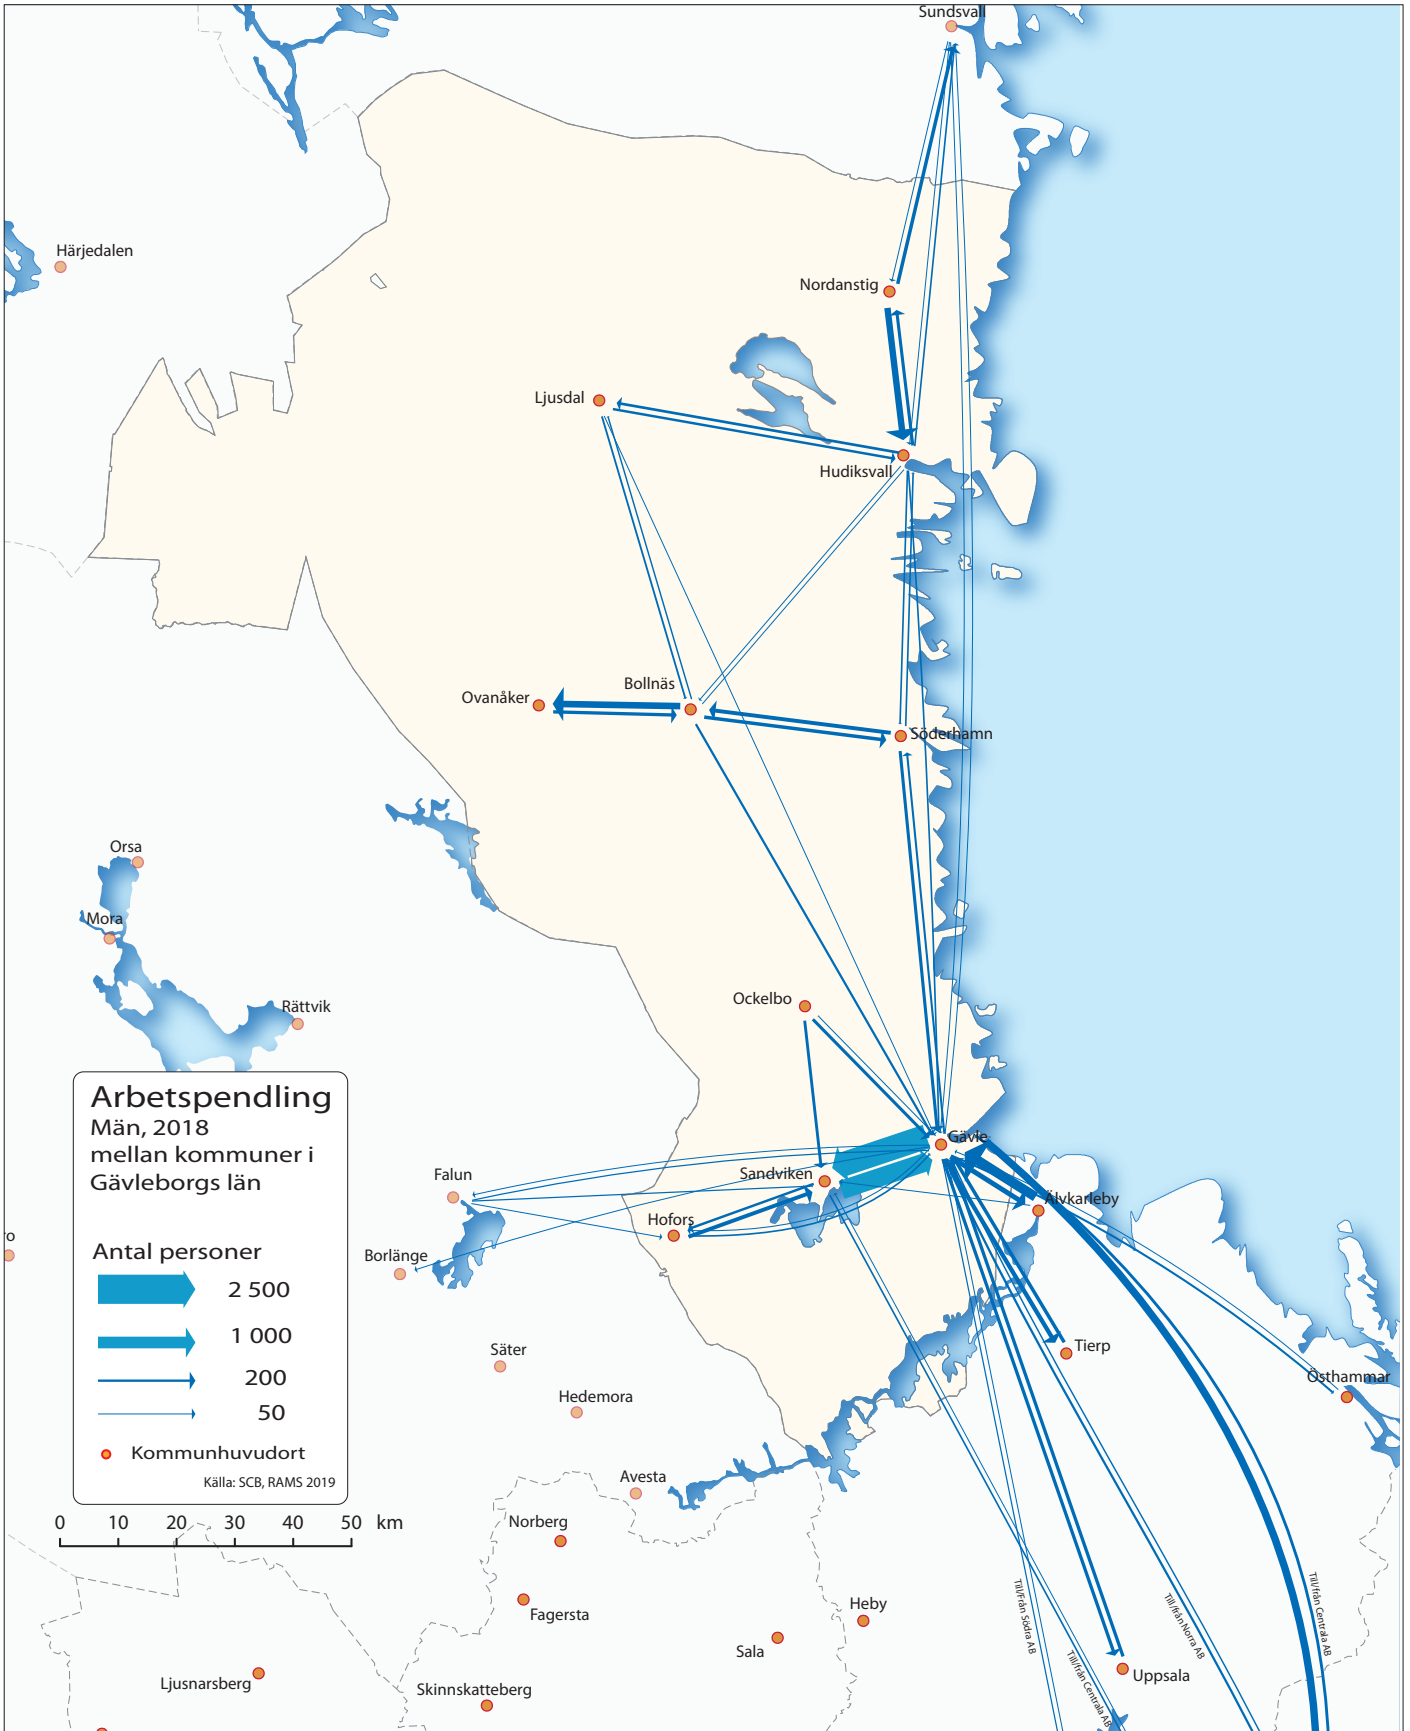 Sundsvall
Härjedalen
Nordanstig
Ljusdal
Hudiksvall
Bollnäs
Ovanåker
Söderhamn
Orsa
Mora
Ockelbo
Rättvik
Arbetspendling
Män, 2018
mellan kommuner i
Gävleborgs län
Gävle
Falun
Sandviken
Älvkarleby
Hofors
ro
Borlänge
Antal personer
2 500
1 000
200
50
Kommunhuvudort
Källa: SCB, RAMS 2019
Säter
Tierp
Hedemora
Östhammar
Avesta
0 10 20 30 40 50 km
Norberg
Fagersta
Heby
Sala
Till/Från Södra AB
Till/från Centrala AB
Till/från Norra AB
Till/från Centrala AB
Uppsala
Ljusnarsberg
Skinnskatteberg